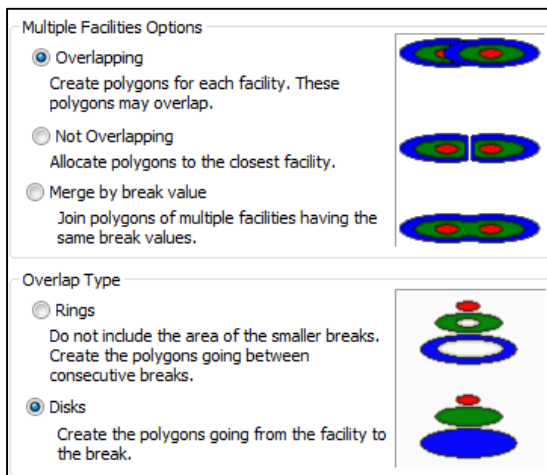 Multiple Facilities Options
Overlapping
Create polygons for each facility. These
polygons may overlap.
Not Overlapping
Allocate polygons to the closest facility.
Merge by break value
Join polygons of multiple facilities having the
same break values.
Overlap Type
Rings
Do not include the area of the smaller breaks.
Create the polygons going between
consecutive breaks.
Disks
Create the polygons going from the facility to
the break.